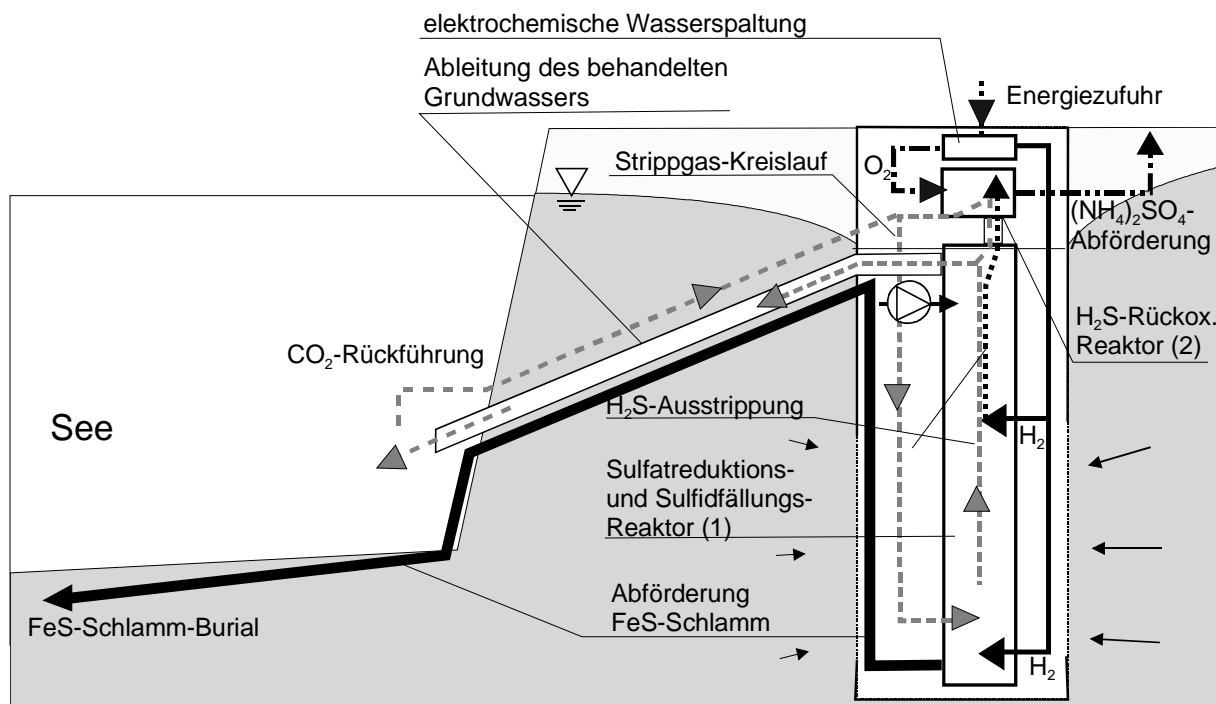 elektrochemische Wasserspaltung
Ableitung des behandelten
Grundwassers
Energiezufuhr
Strippgas-Kreislauf
O₂
(NH₄)₂SO₄-
Abförderung
H₂S-Rückox.
Reaktor (2)
CO₂-Rückführung
H₂S-Ausstrippung
See
H₂
Sulfatreduktions-
und Sulfidfällungs-
Reaktor (1)
Abförderung
FeS-Schlamm
FeS-Schlamm-Burial
H₂